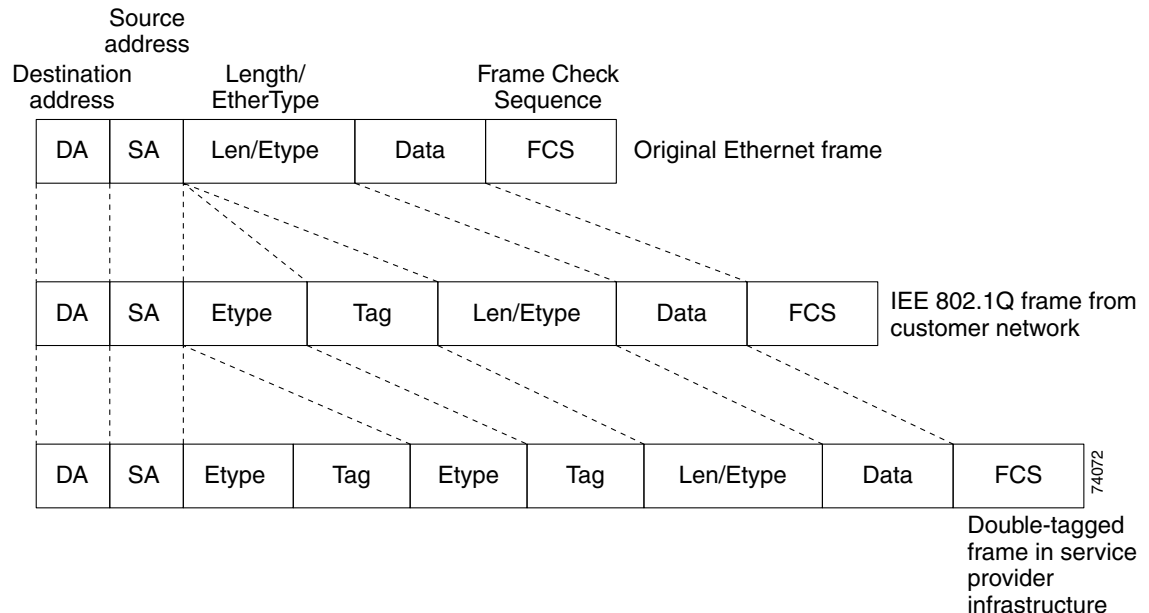 Source
address
Destination
address
Length/
EtherType
Frame Check
Sequence
DA SA Len/Etype Data FCS Original Ethernet frame
DA SA Etype Tag Len/Etype Data FCS IEE 802.1Q frame from
customer network
DA SA Etype Tag Etype Tag Len/Etype Data FCS 74072
Double-tagged
frame in service
provider
infrastructure